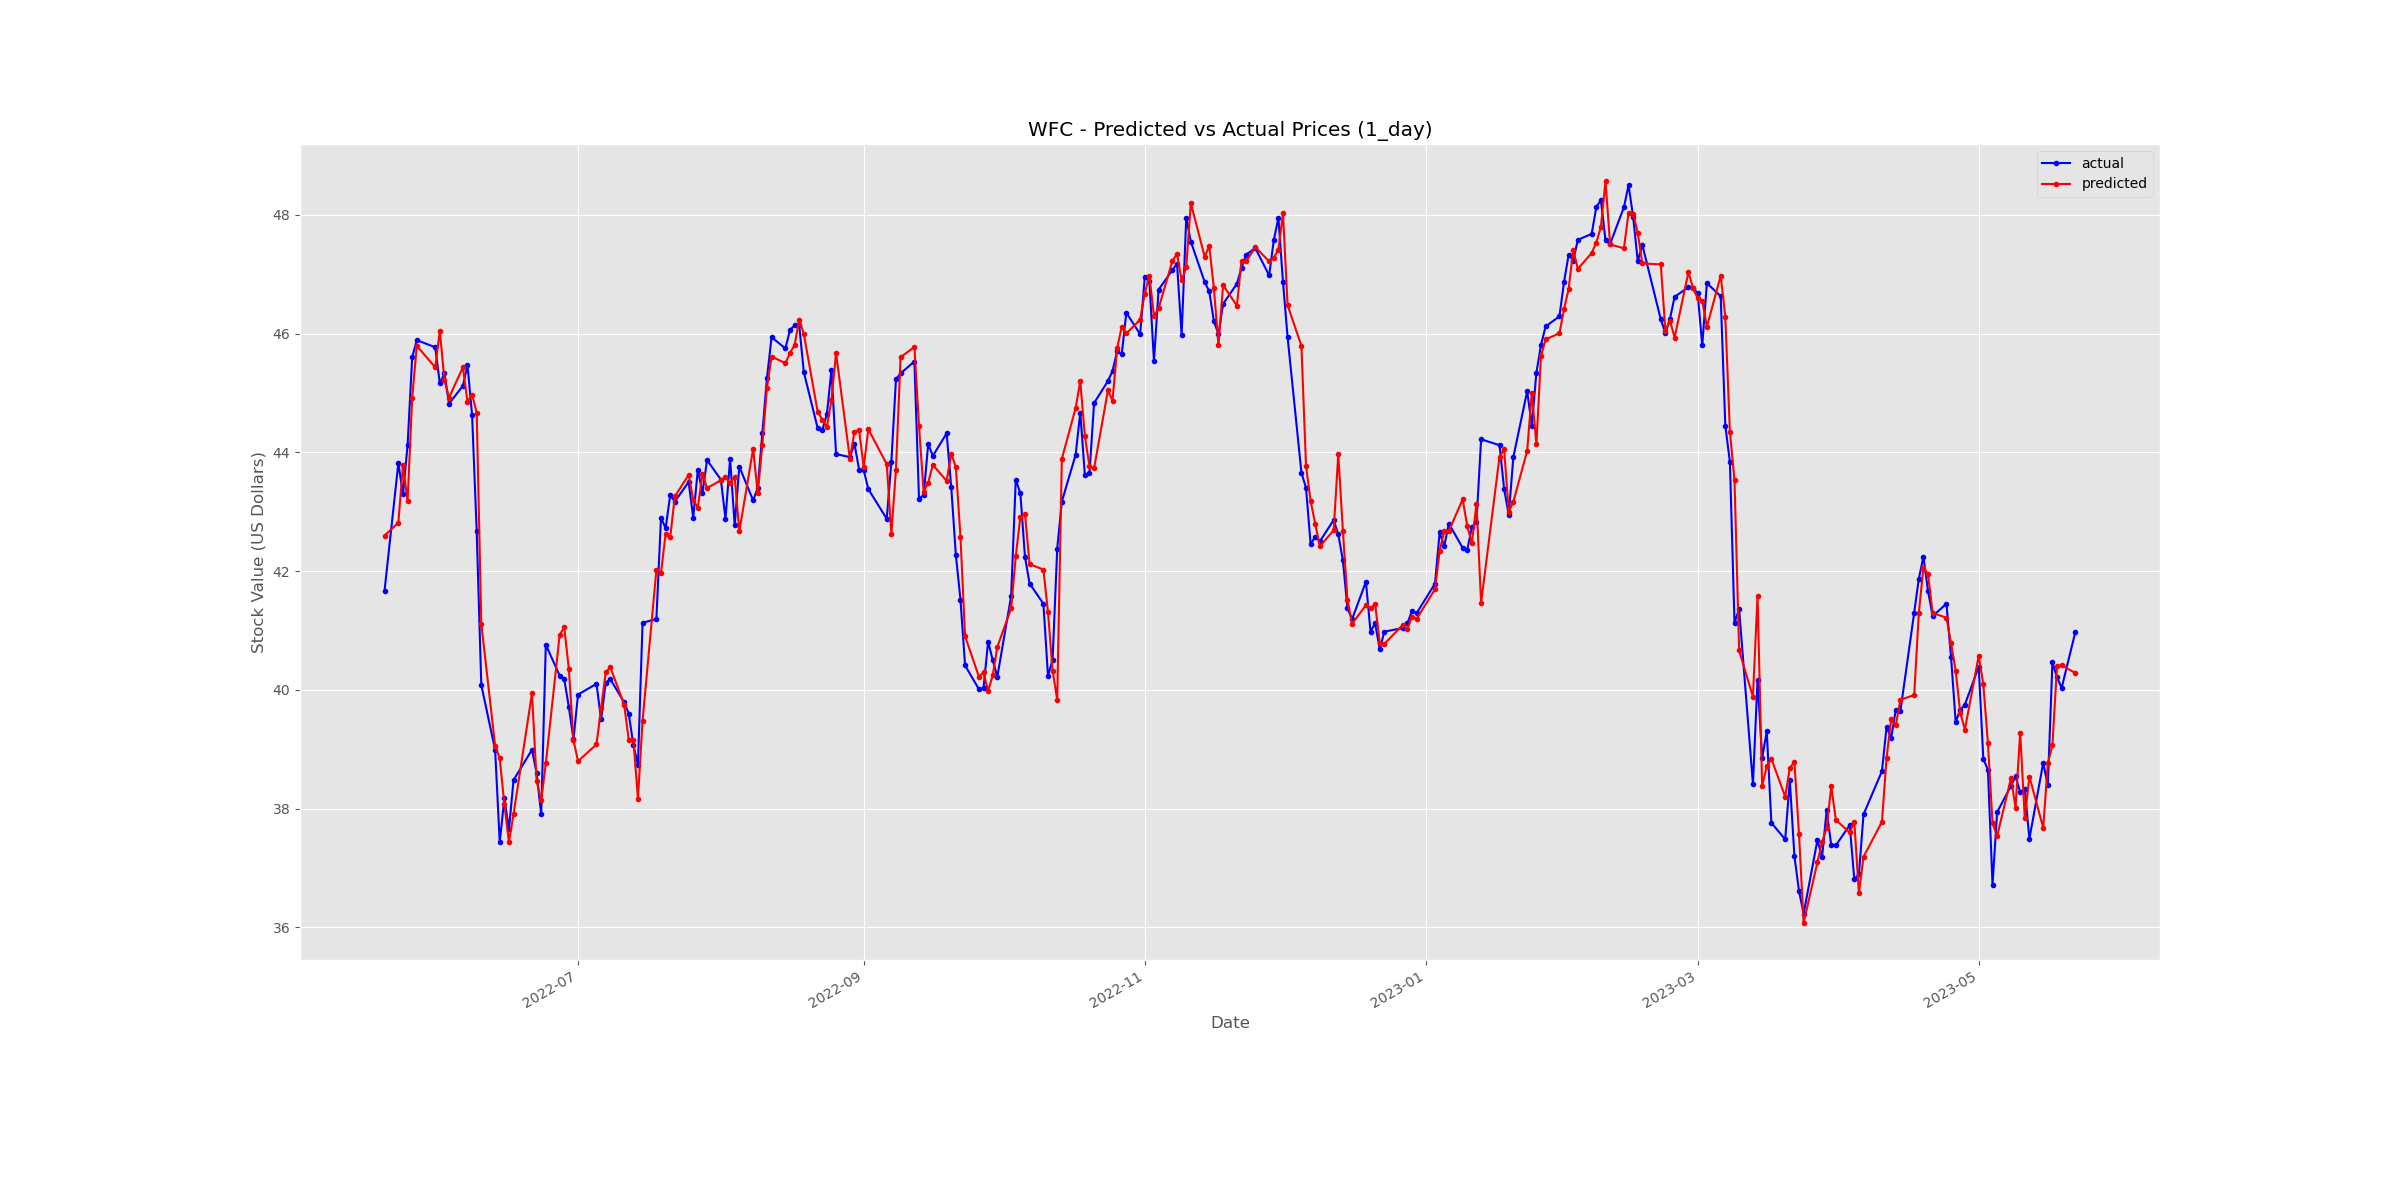 WFC - Predicted vs Actual Prices (1_day)
actual
predicted
Stock Value (US Dollars)
48
46
44
42
40
38
36
2022-07
2022-09
2022-11
2023-01
2023-03
2023-05
Date